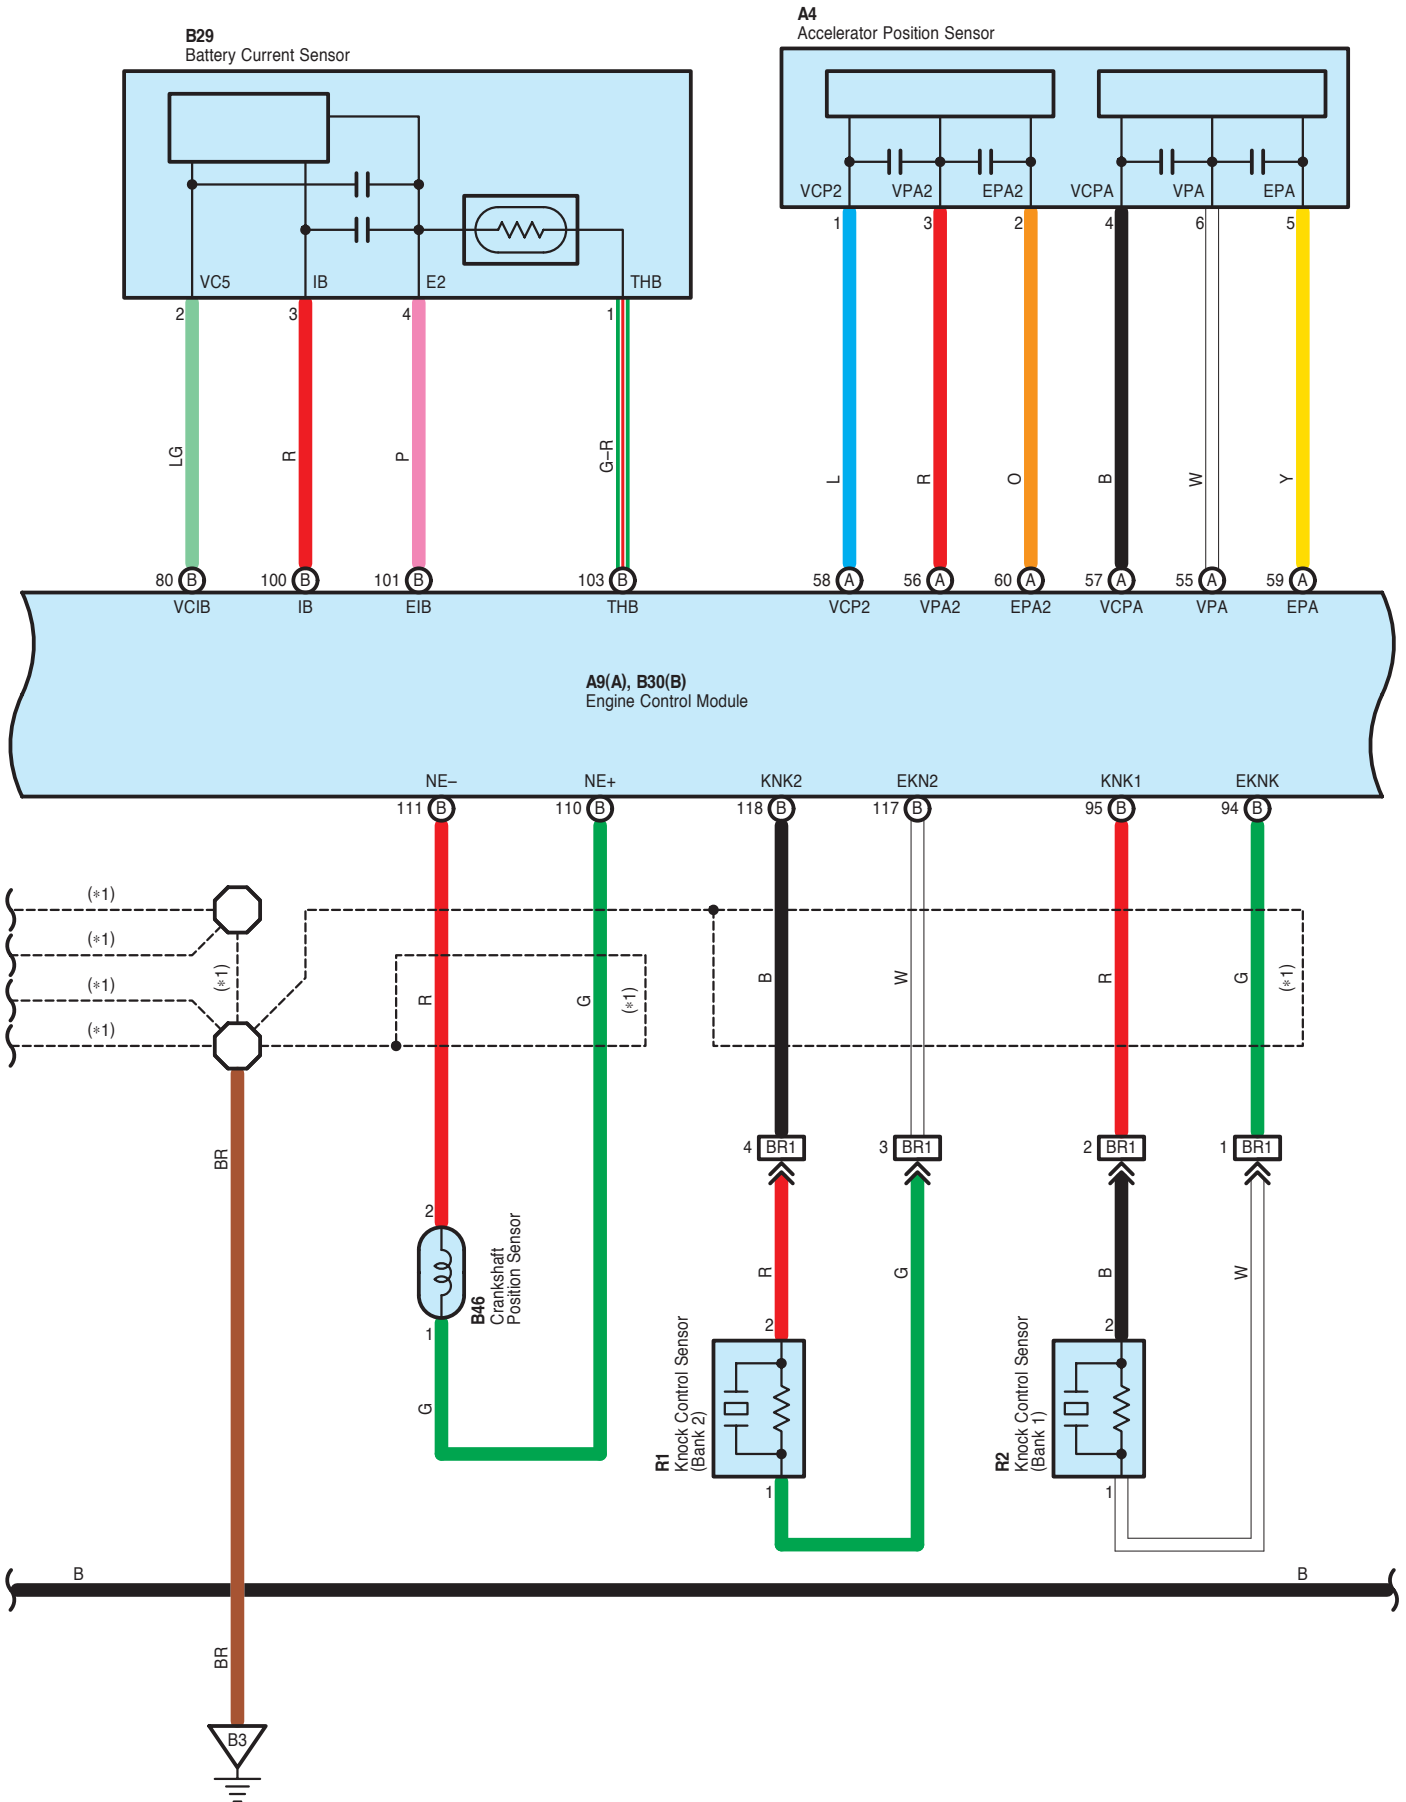 A4
Accelerator Position Sensor
B29
Battery Current Sensor
VCP2 VPA2 EPA2 VCPA VPA EPA
1 3 2 4 6 5
VC5 IB E2 THB
2 3 4 1
LG R P G–R
L R O B W Y
80 B 100 B 101 B 103 B 58 A 56 A 60 A 57 A 55 A 59 A
VCIB IB EIB THB VCP2 VPA2 EPA2 VCPA VPA EPA
A9(A), B30(B)
Engine Control Module
NE– NE+ KNK2 EKN2 KNK1 EKNK
111 B 110 B 118 B 117 B 95 B 94 B
(*1)
(*1)
(*1)
(*1)
(*1)
R G (*1) B W R G (*1)
4 BR1 3 BR1 2 BR1 1 BR1
BR
2
B46
Crankshaft
Position Sensor
1
G
R G B W
2 2
R1
Knock Control Sensor
(Bank 2)
R2
Knock Control Sensor
(Bank 1)
1 1
B B
BR
B3